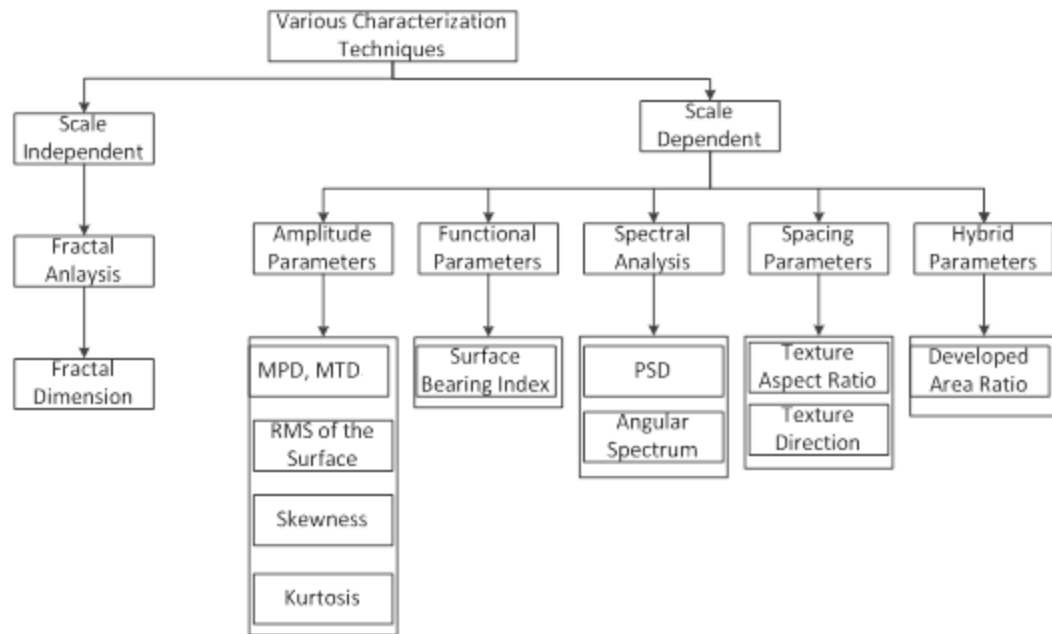 Various Characterization
Techniques
Scale
Independent
Scale
Dependent
Fractal
Anlaysis
Amplitude
Parameters
Functional
Parameters
Spectral
Analysis
Spacing
Parameters
Hybrid
Parameters
Fractal
Dimension
MPD, MTD
RMS of the
Surface
Skewness
Kurtosis
Surface
Bearing Index
PSD
Angular
Spectrum
Texture
Aspect Ratio
Texture
Direction
Developed
Area Ratio